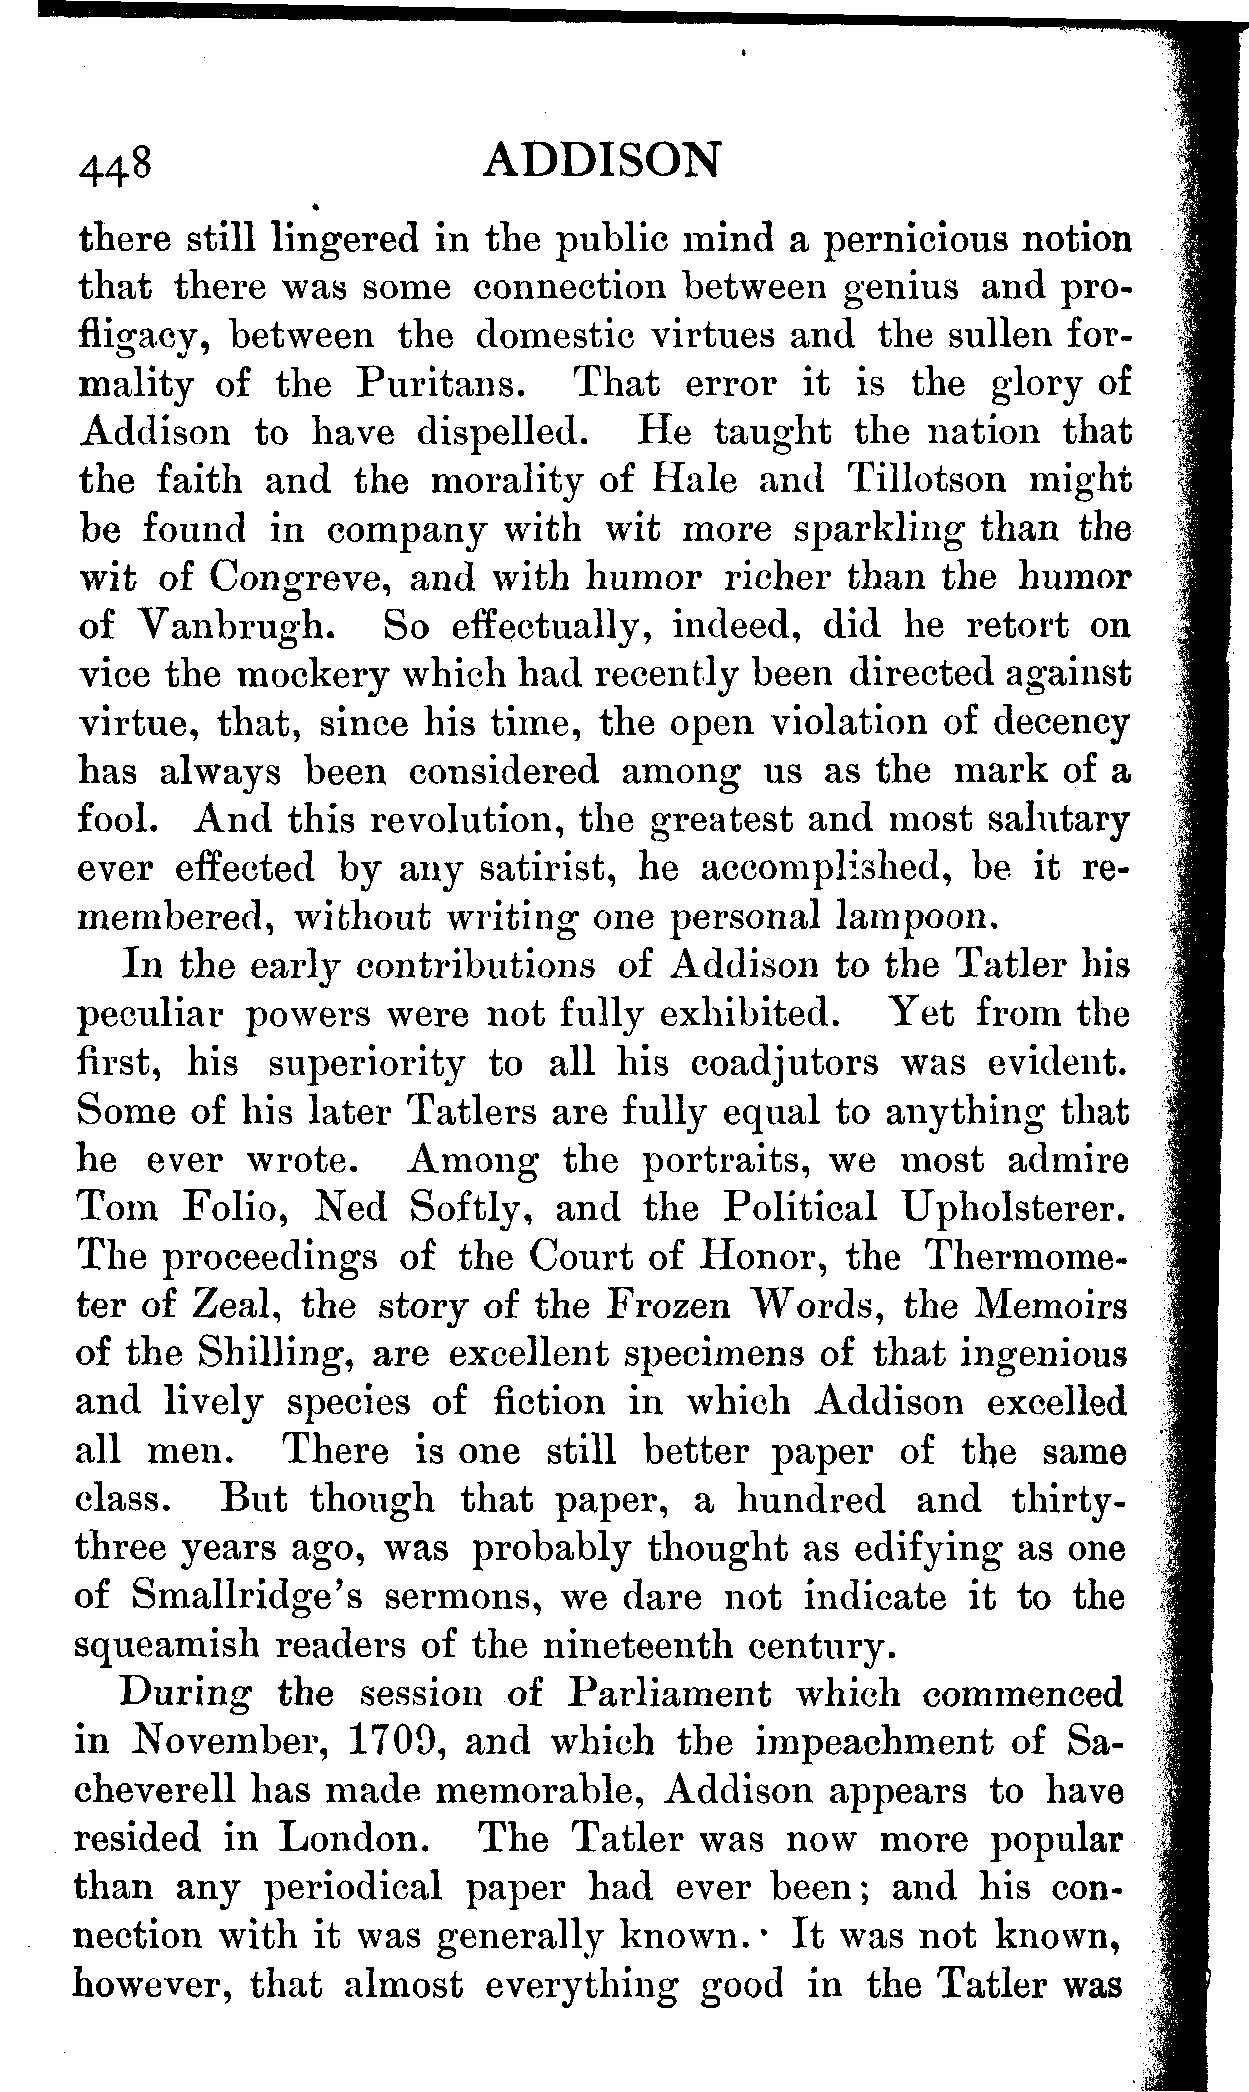 448 ADDISON
there still lingered in the public mind a pernicious notion
that there was some connection between genius and pro-
fligacy, between the domestic virtues and the sullen for-
mality of the Puritans. That error it is the glory of
Addison to have dispelled. He taught the nation that
the faith and the morality of Hale and Tillotson might
be found in company with wit more sparkling than the
wit of Congreve, and with humor richer than the humor
of Vanbrugh. So effectually, indeed, did he retort on
vice the mockery which had recently been directed against
virtue, that, since his time, the open violation of decency
has always been considered among us as the mark of a
fool. And this revolution, the greatest and most salutary
ever effected by any satirist, he accomplished, be it re-
membered, without writing one personal lampoon.
In the early contributions of Addison to the Tatler his
peculiar powers were not fully exhibited. Yet from the
first, his superiority to all his coadjutors was evident.
Some of his later Tatlers are fully equal to anything that
he ever wrote. Among the portraits, we most admire
Tom Folio, Ned Softly, and the Political Upholsterer.
The proceedings of the Court of Honor, the Thermome-
ter of Zeal, the story of the Frozen Words, the Memoirs
of the Shilling, are excellent specimens of that ingenious
and lively species of fiction in which Addison excelled
all men. There is one still better paper of the same
class. But though that paper, a hundred and thirty-
three years ago, was probably thought as edifying as one
of Smallridge's sermons, we dare not indicate it to the
squeamish readers of the nineteenth century.
During the session of Parliament which commenced
in November, 1709, and which the impeachment of Sa-
cheverell has made memorable, Addison appears to have
resided in London. The Tatler was now more popular
than any periodical paper had ever been; and his con-
nection with it was generally known. It was not known,
however, that almost everything good in the Tatler was